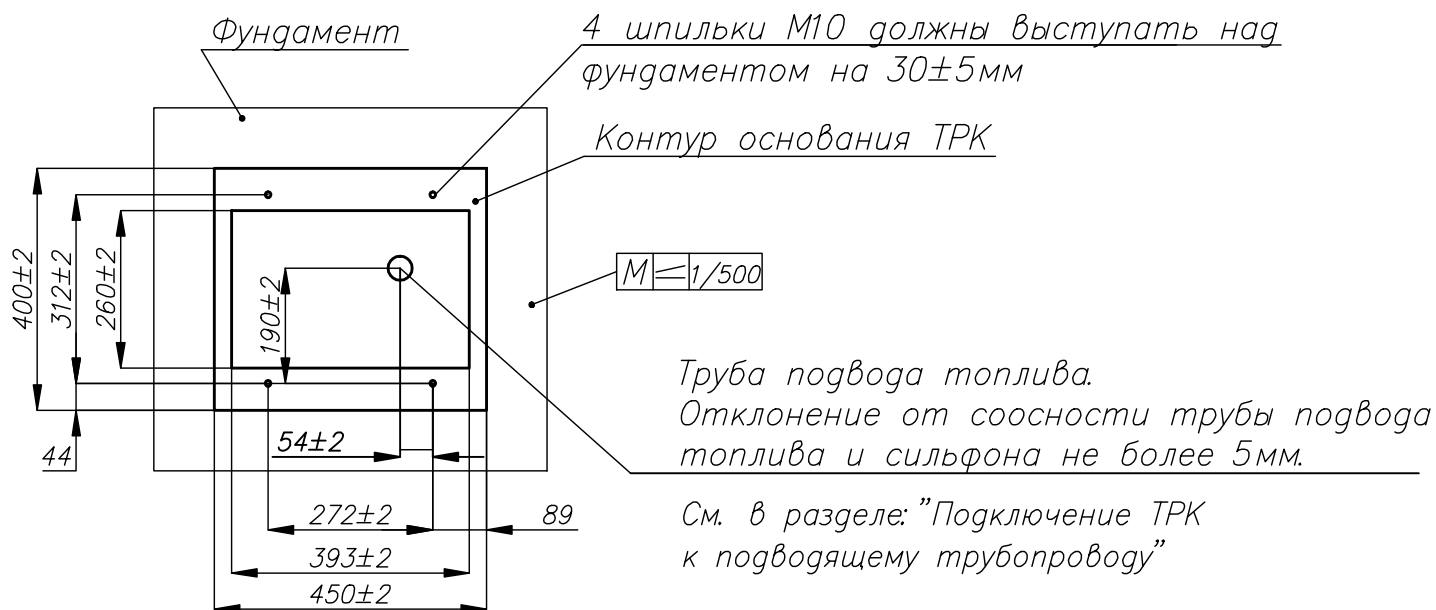 Фундамент
4 шпильки М10 должны выступать над
фундаментом на 30±5мм
Контур основания ТРК
400±2
312±2
260±2
190±2
М 1/500
Труба подвода топлива.
Отклонение от соосности трубы подвода
топлива и сильфона не более 5мм.
44
54±2
272±2
89
393±2
450±2
См. в разделе: "Подключение ТРК
к подводящему трубопроводу"